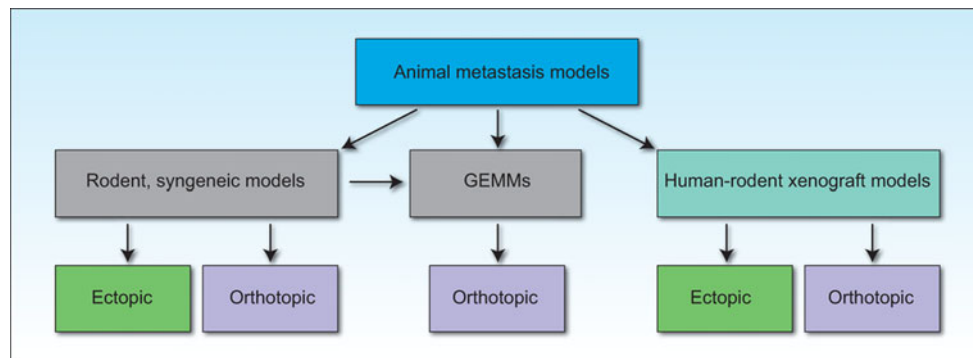 Animal metastasis models
Rodent, syngeneic models
GEMMs
Human-rodent xenograft models
Ectopic
Orthotopic
Orthotopic
Ectopic
Orthotopic